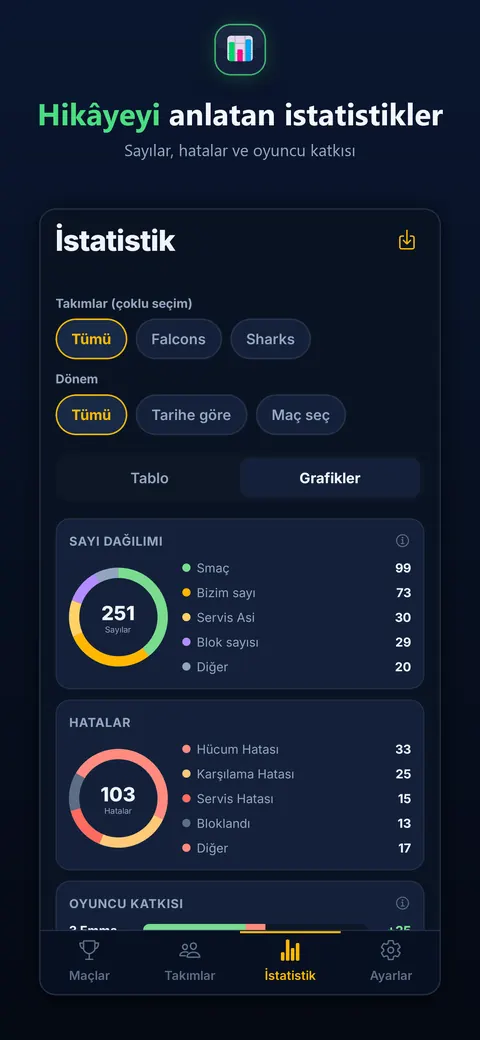 Hikâyeyi anlatan istatistikler
Sayılar, hatalar ve oyuncu katkısı
İstatistik
Takımlar (çoklu seçim)
Tümü Falcons Sharks
Dönem
Tümü Tarihe göre Maç seç
Tablo Grafikler
SAYI DAĞILIMI
251
Sayılar
Smaç 99
Bizim sayı 73
Servis Asi 30
Blok sayısı 29
Diğer 20
HATALAR
103
Hatalar
Hücum Hatası 33
Karşılama Hatası 25
Servis Hatası 15
Bloklandı 13
Diğer 17
OYUNCU KATKISI
Maçlar Takımlar İstatistik Ayarlar